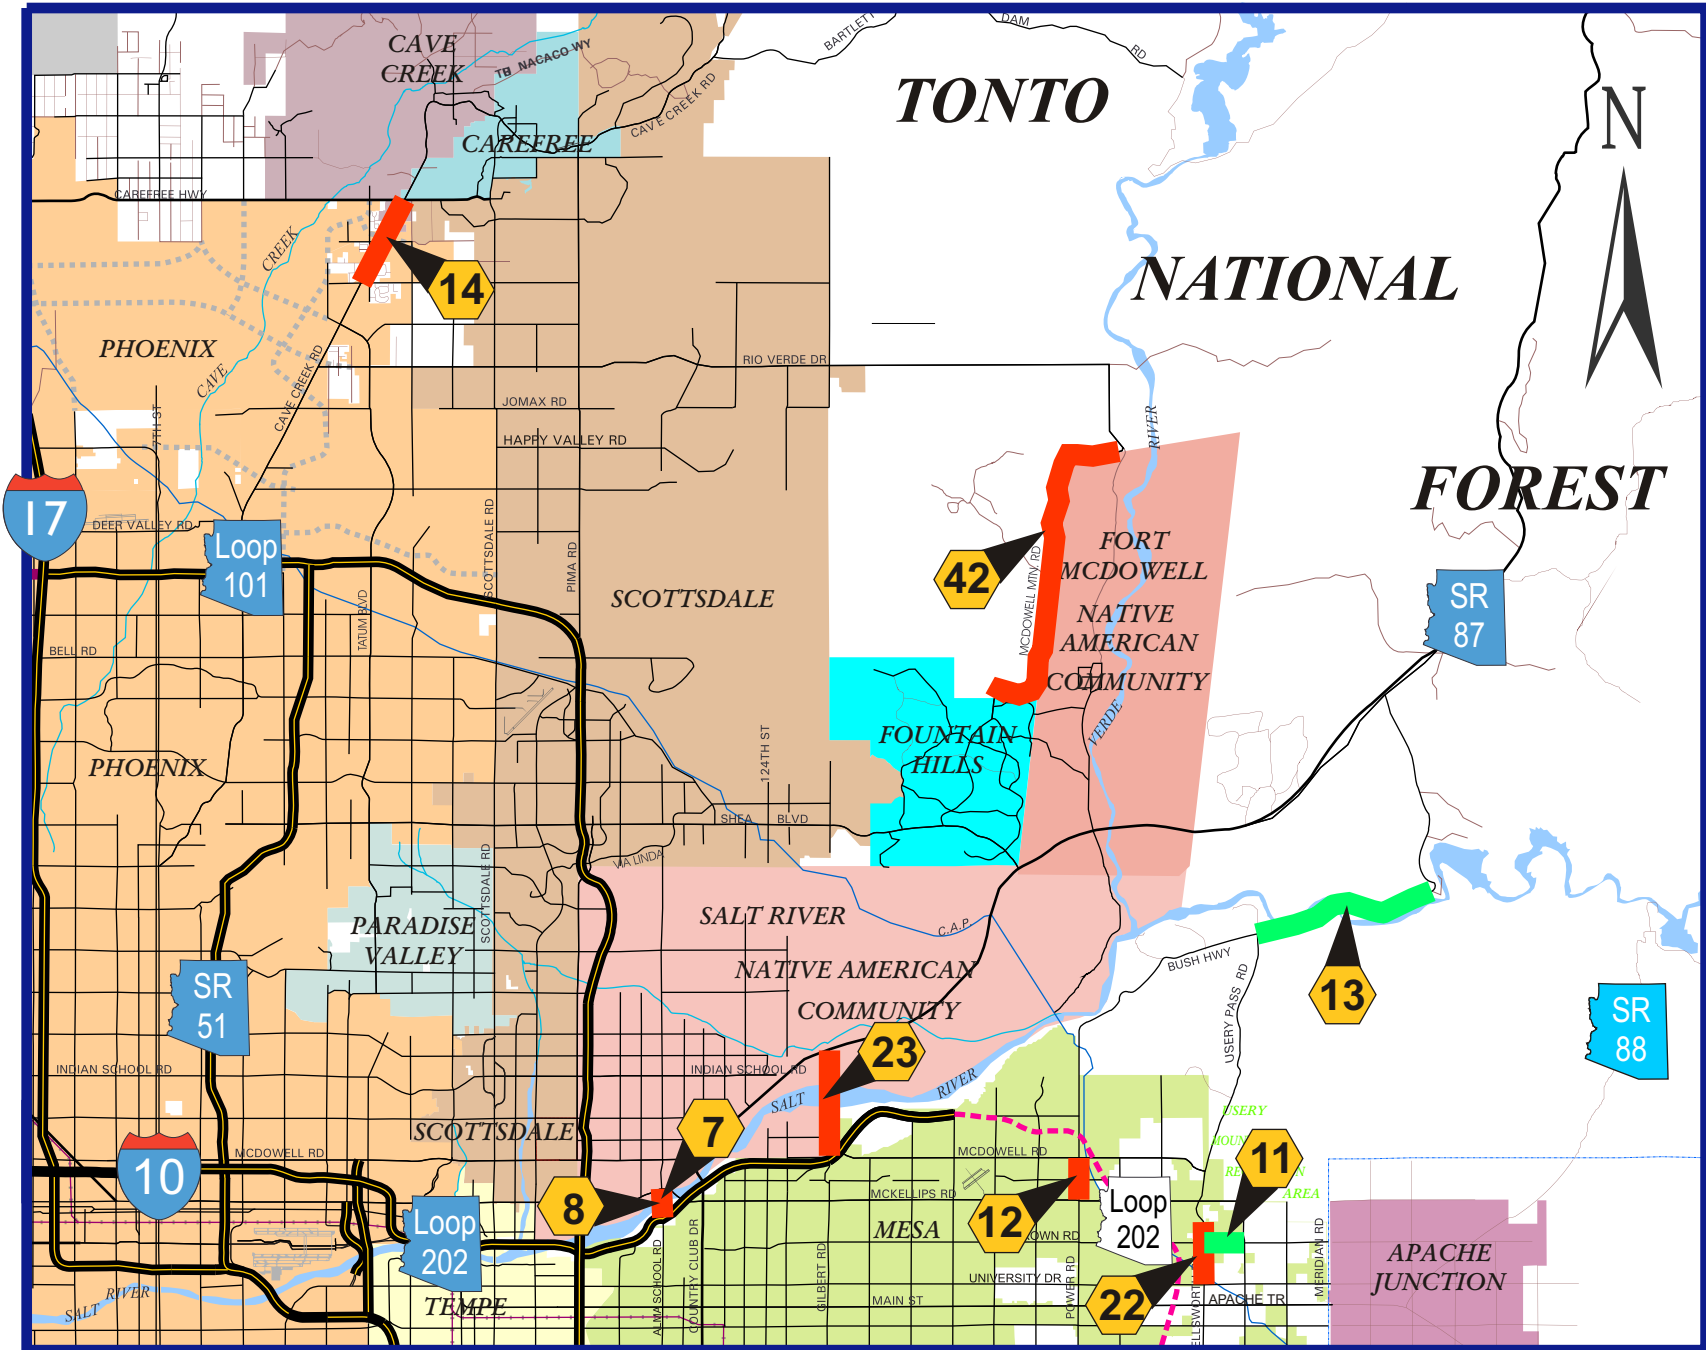 CAVE
CREEK
TB NACACO WY
BARTLETT
DAM
RD
TONTO
CAVE CREEK RD
CAREFREE
N
CAREFREE HWY
CREEK
14
NATIONAL
PHOENIX
CAVE
CAVE CREEK RD
RIO VERDE DR
JOMAX RD
7TH ST
HAPPY VALLEY RD
RIVER
FOREST
17
DEER VALLEY RD
SCOTTSDALE RD
Loop
101
PIMA RD
42
MCDOWELL MTN. RD
FORT
MCDOWELL
NATIVE
AMERICAN
COMMUNITY
SR
87
SCOTTSDALE
TATUM BLVD
BELL RD
VERDE
FOUNTAIN
HILLS
PHOENIX
124TH ST
SHEA BLVD
VIA LINDA
SCOTTSDALE RD
PARADISE
VALLEY
SALT RIVER
C.A.P.
NATIVE AMERICAN
COMMUNITY
BUSH HWY
USERY PASS RD
13
SR
51
SR
88
23
INDIAN SCHOOL RD
INDIAN SCHOOL RD
SALT
RIVER
USERY
7
SCOTTSDALE
MCDOWELL RD
MCDOWELL RD
11
AREA
10
8
MCKELLIPS RD
12
MESA
Loop
202
Loop
202
OWN RD
UNIVERSITY DR
MAIN ST
APACHE TR
22
ELLSWORTH
POWER RD
MERIDIAN RD
APACHE
JUNCTION
ALMA SCHOOL RD
COUNTRY CLUB DR
GILBERT RD
TEMPE
SALT
RIVER